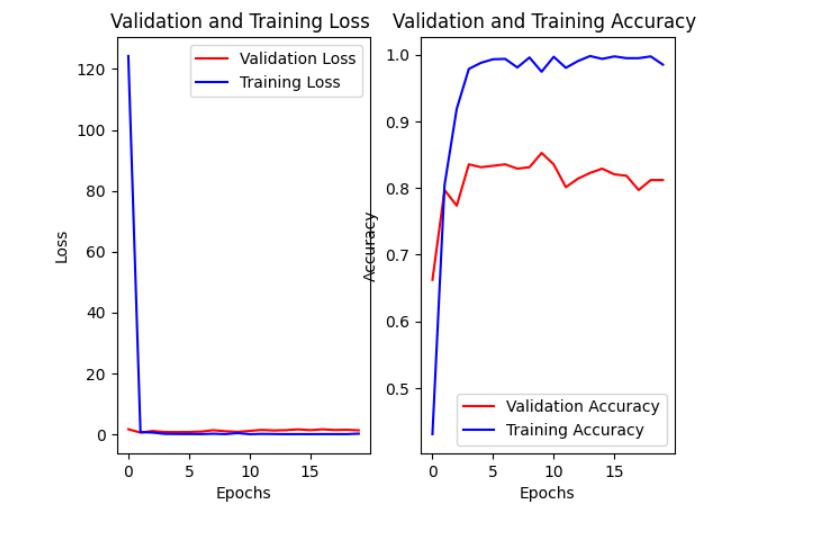 Validation and Training Loss
Validation Loss
Training Loss
120
100
80
60
40
20
0
Loss
0 5 10 15
Epochs
Validation and Training Accuracy
1.0
0.9
0.8
0.7
0.6
0.5
Accuracy
Validation Accuracy
Training Accuracy
0 5 10 15
Epochs